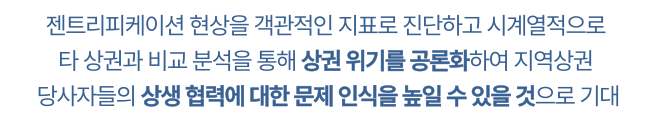 젠트리피케이션 현상을 객관적인 지표로 진단하고 시계열적으로
타 상권과 비교 분석을 통해 상권 위기를 공론화하여 지역상권
당사자들의 상생 협력에 대한 문제 인식을 높일 수 있을 것으로 기대